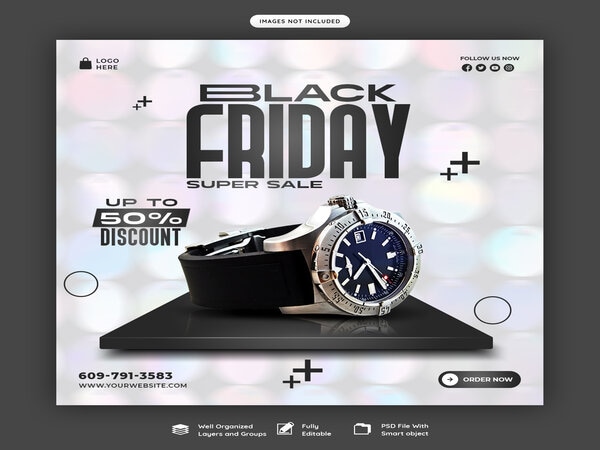 IMAGES NOT INCLUDED
LOGO
HERE
FOLLOW US NOW
BLACK
FRIDAY
SUPER SALE
UP TO
50%
DISCOUNT
609-791-3583
WWW.YOURWEBSITE.COM
ORDER NOW
Well Organized
Layers and Groups
Fully
Editable
PSD File With
Smart object